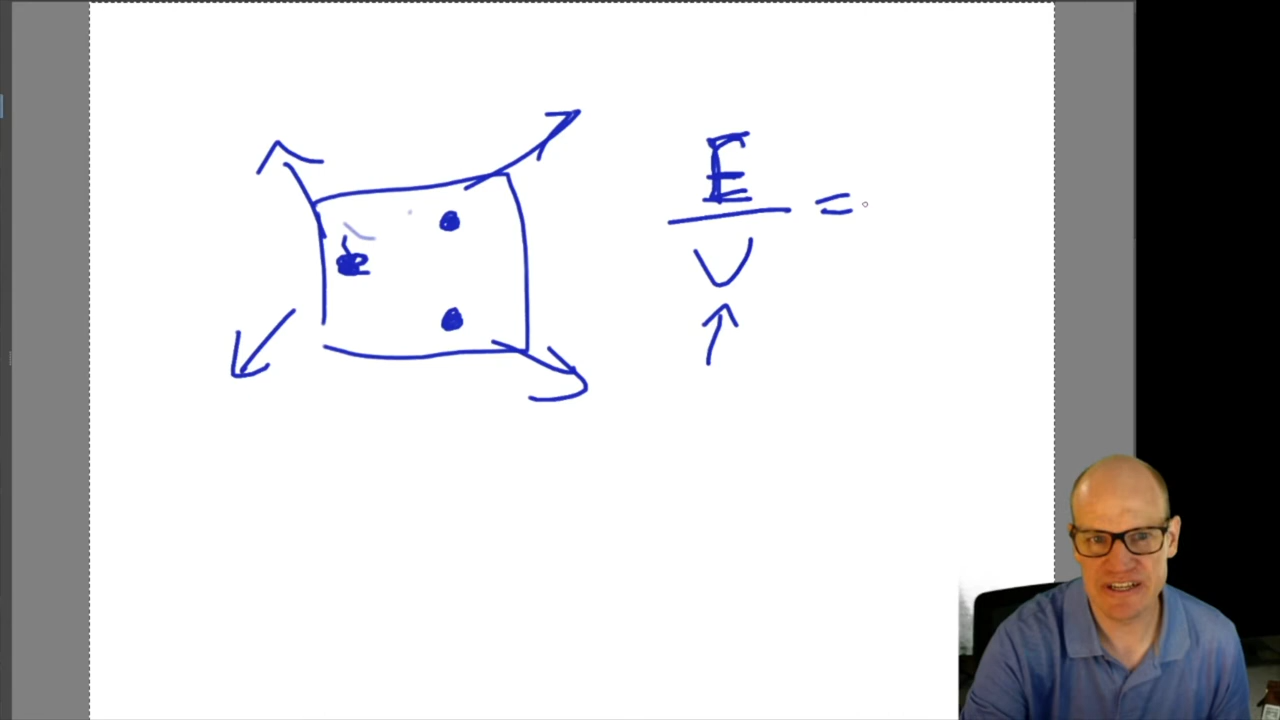 E
— =
V